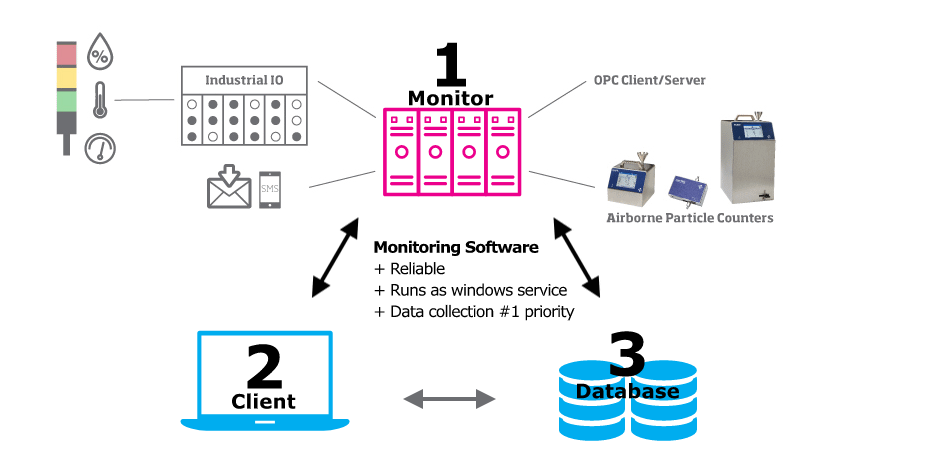 1
Monitor
%
Industrial IO
OPC Client/Server
SMS
Airborne Particle Counters
Monitoring Software
+ Reliable
+ Runs as windows service
+ Data collection #1 priority
2
Client
3
Database